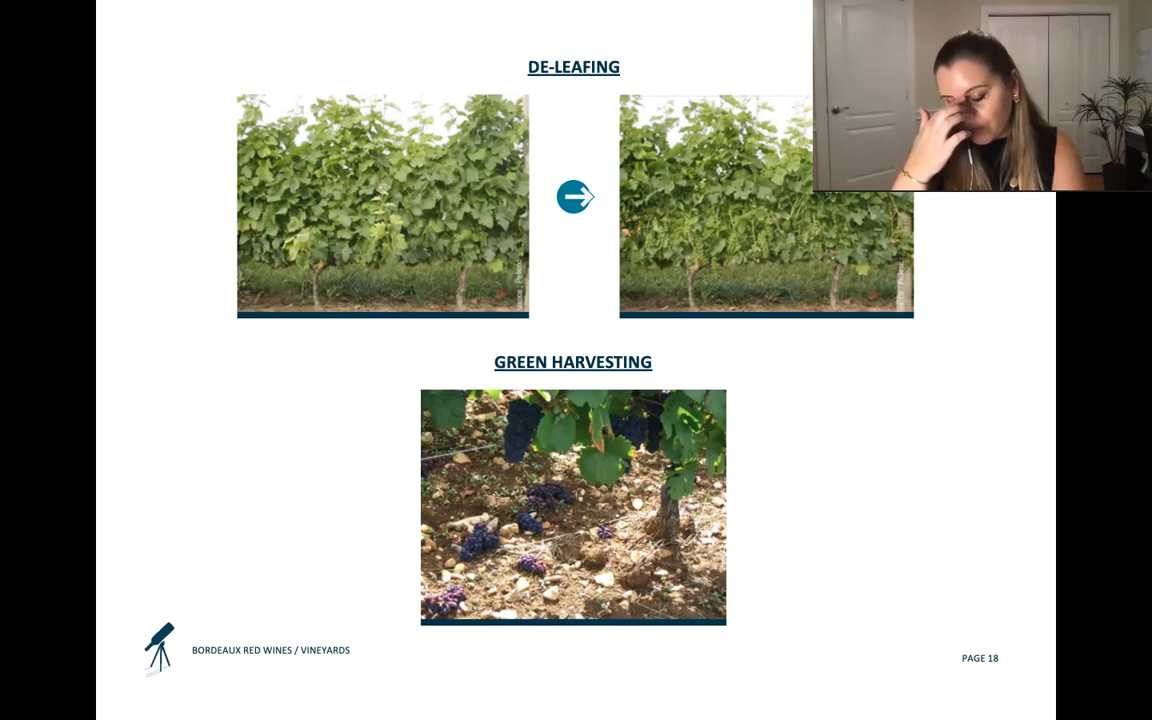 DE-LEAFING
GREEN HARVESTING
BORDEAUX RED WINES / VINEYARDS
PAGE 18